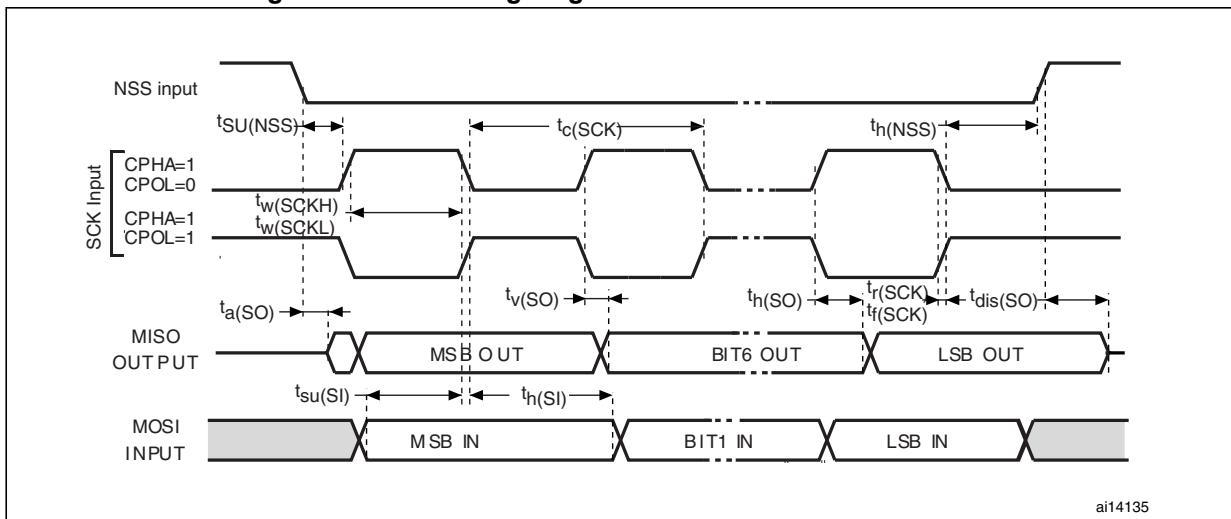 NSS input
tSU(NSS)
tc(SCK)
th(NSS)
SCK Input
CPHA=1
CPOL=0
tw(SCKH)
tw(SCKL)
CPHA=1
CPOL=1
ta(SO)
tv(SO)
th(SO)
tr(SCK)
tf(SCK)
tdis(SO)
MISO
OUTPUT
MSB OUT
BIT6 OUT
LSB OUT
tsu(SI)
th(SI)
MOSI
INPUT
MSB IN
BIT1 IN
LSB IN
ai14135